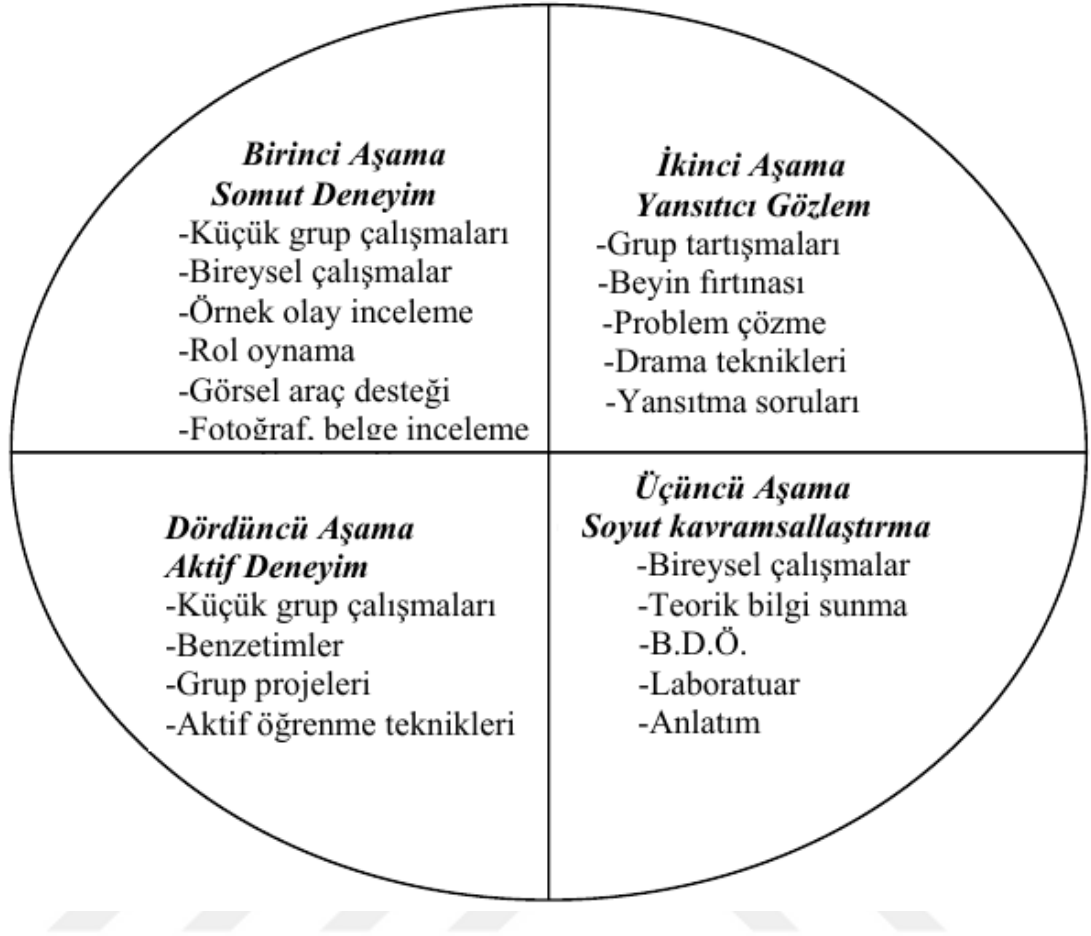 Birinci Aşama
Somut Deneyim
-Küçük grup çalışmaları
-Bireysel çalışmalar
-Örnek olay inceleme
-Rol oynama
-Görsel araç desteği
-Fotoğraf, belge inceleme
İkinci Aşama
Yansıtıcı Gözlem
-Grup tartışmaları
-Beyin fırtınası
-Problem çözme
-Drama teknikleri
-Yansıtma soruları
Üçüncü Aşama
Soyut kavramsallaştırma
-Bireysel çalışmalar
-Teorik bilgi sunma
-B.D.Ö.
-Laboratuar
-Anlatım
Dördüncü Aşama
Aktif Deneyim
-Küçük grup çalışmaları
-Benzetimler
-Grup projeleri
-Aktif öğrenme teknikleri